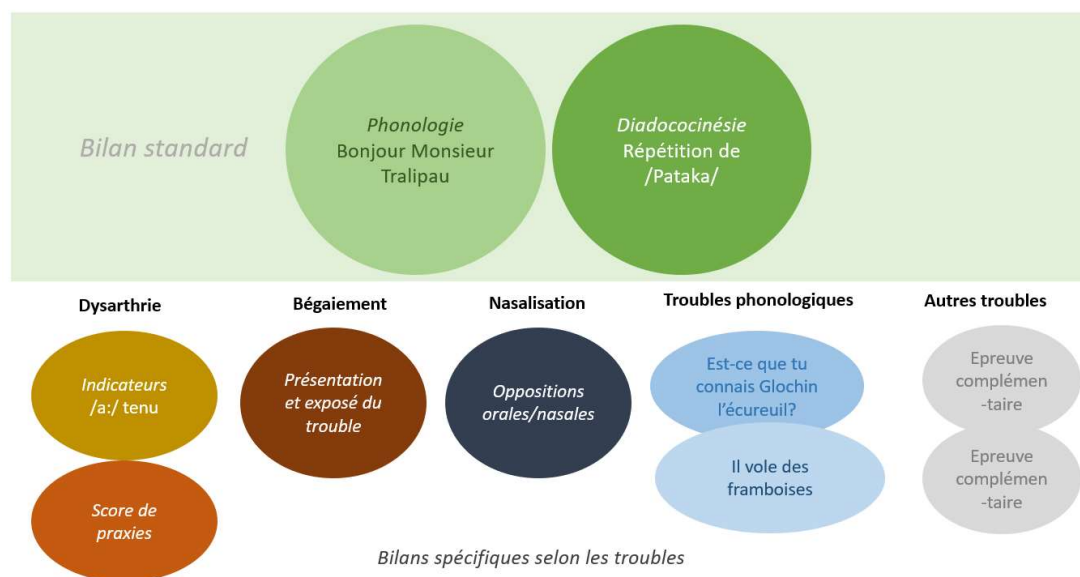 Bilan standard
Phonologie
Bonjour Monsieur
Tralipau
Diadococinésie
Répétition de
/Pataka/
Dysarthrie
Bégaiement
Nasalisation
Troubles phonologiques
Autres troubles
Indicateurs
/a:/ tenu
Score de
praxies
Présentation
et exposé du
trouble
Oppositions
orales/nasales
Est-ce que tu
connais Glochin
l'écureuil?
Il vole des
framboises
Epreuve
complémen
-taire
Epreuve
complémen
-taire
Bilans spécifiques selon les troubles